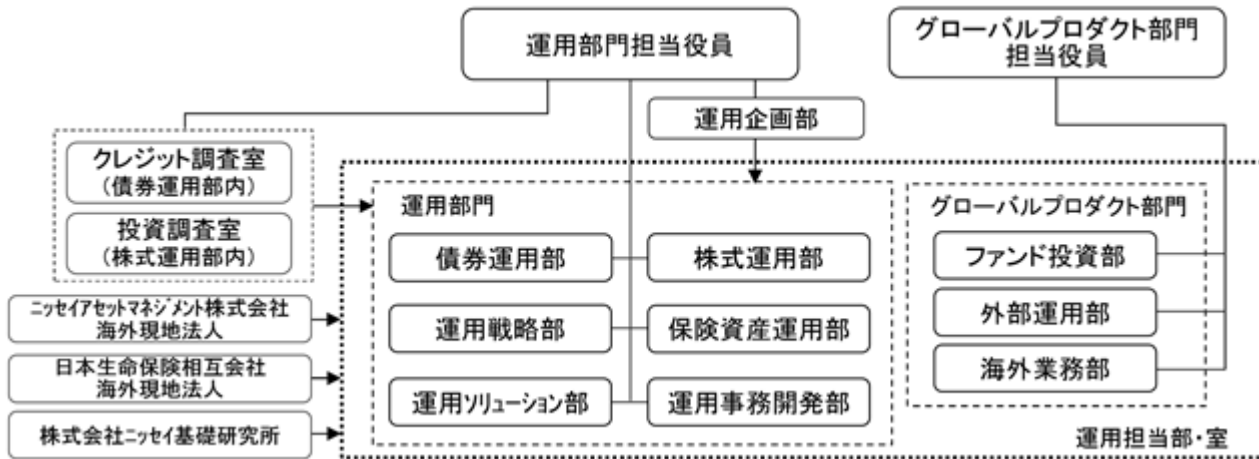 運用部門担当役員
グローバルプロダクト部門
担当役員
運用企画部
クレジット調査室
（債券運用部内）
投資調査室
（株式運用部内）
ニッセイアセットマネジメント株式会社
海外現地法人
日本生命保険相互会社
海外現地法人
株式会社ニッセイ基礎研究所
運用部門
債券運用部
株式運用部
運用戦略部
保険資産運用部
運用ソリューション部
運用事務開発部
グローバルプロダクト部門
ファンド投資部
外部運用部
海外業務部
運用担当部・室